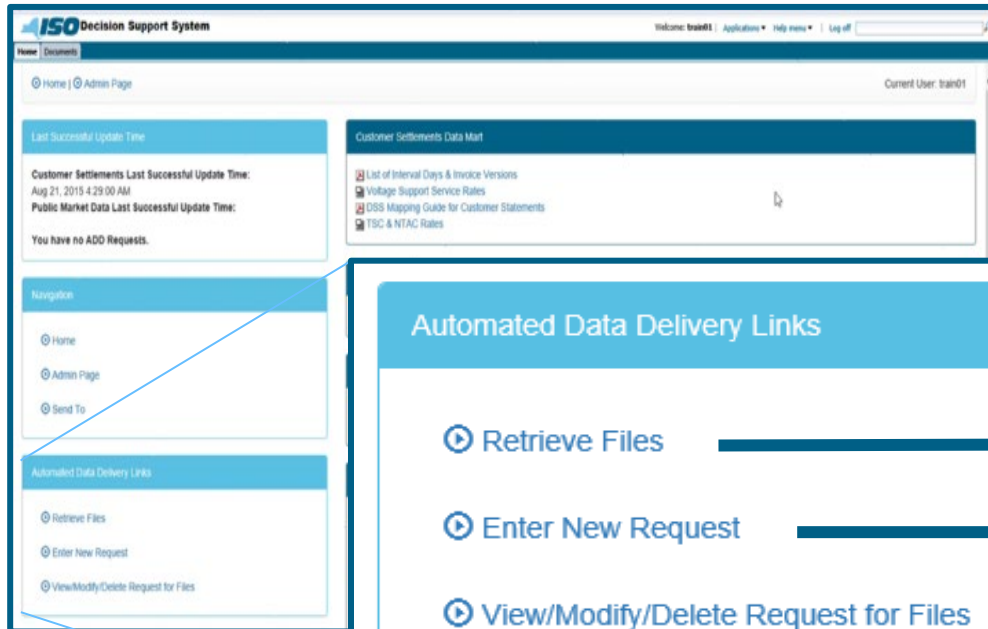 ISO Decision Support System
Welcome: train01 | Applications ▾ Help menu ▾ | Log off
Home Documents
Home | Admin Page
Current User: train01
Last Successful Update Time
Customer Settlements Last Successful Update Time:
Aug 21, 2015 4:29:00 AM
Public Market Data Last Successful Update Time:
You have no ADD Requests.
Customer Settlements Data Mart
List of Interval Days & Invoice Versions
Voltage Support Service Rates
DSS Mapping Guide for Customer Statements
TSC & NTAC Rates
Navigation
Home
Admin Page
Send To
Automated Data Delivery Links
Retrieve Files
Enter New Request
View/Modify/Delete Request for Files
Automated Data Delivery Links
Retrieve Files
Enter New Request
View/Modify/Delete Request for Files